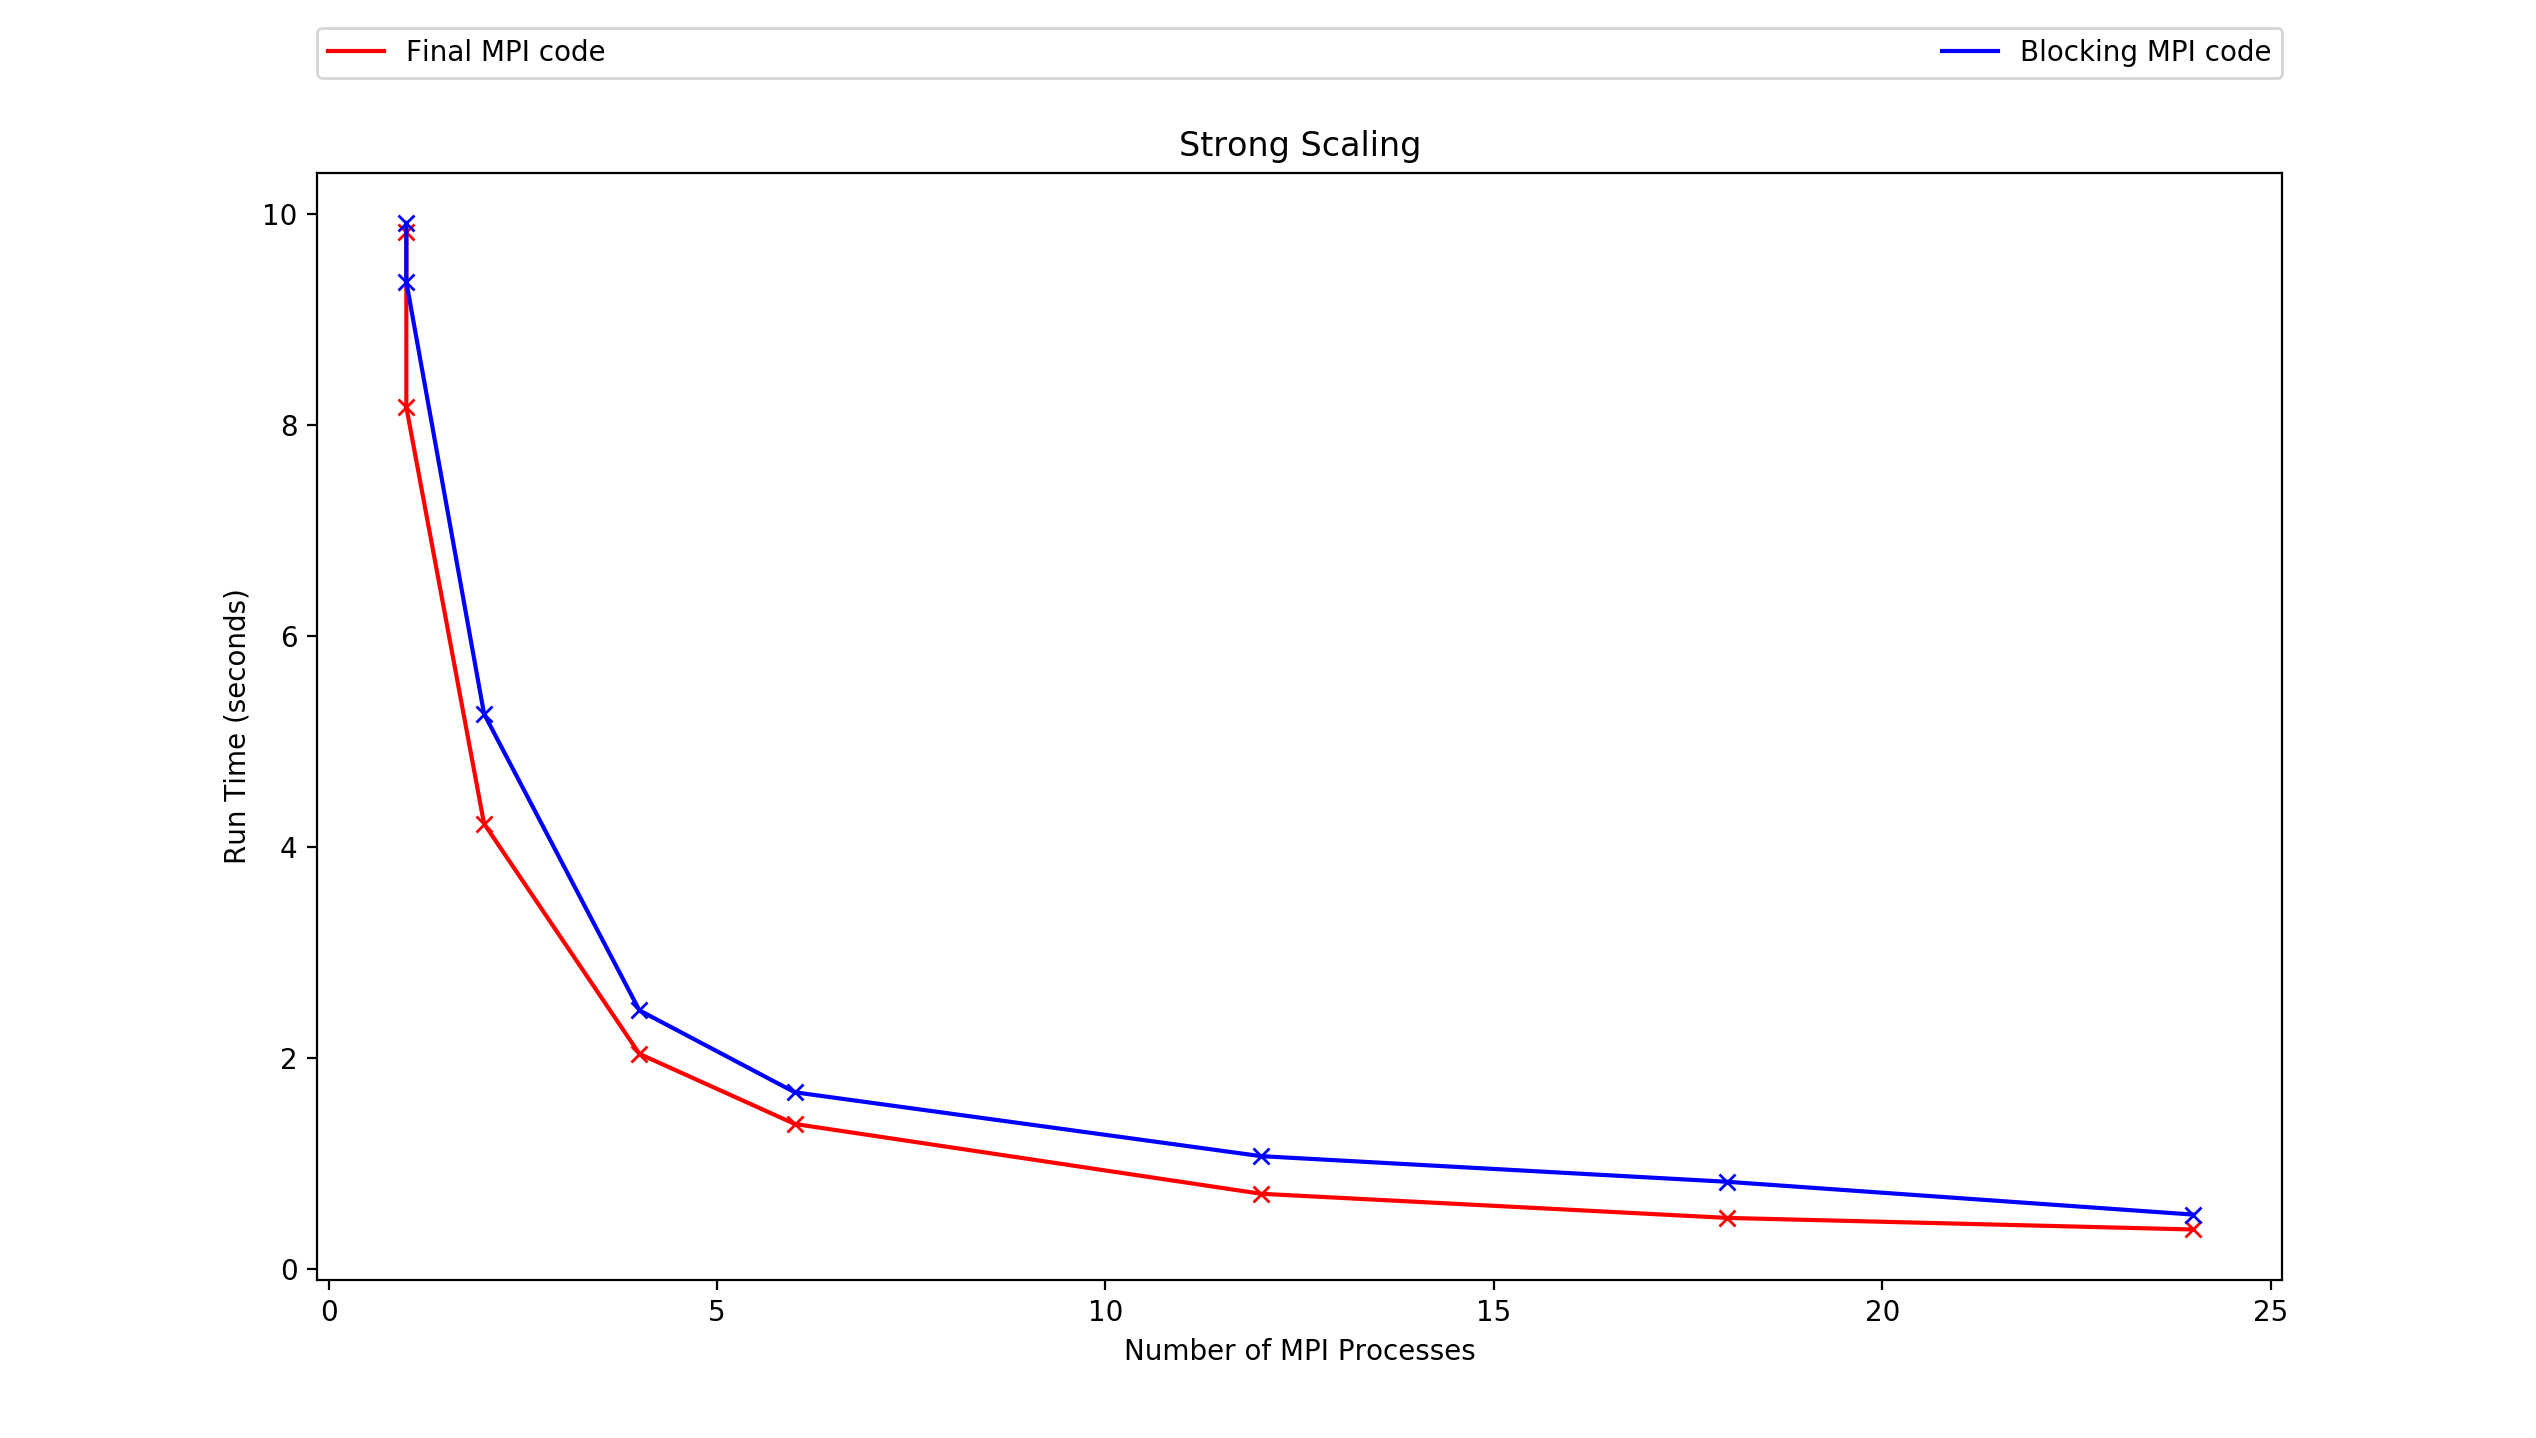 Final MPI code
Blocking MPI code
Strong Scaling
10
8
6
4
2
0
Run Time (seconds)
0 5 10 15 20 25
Number of MPI Processes